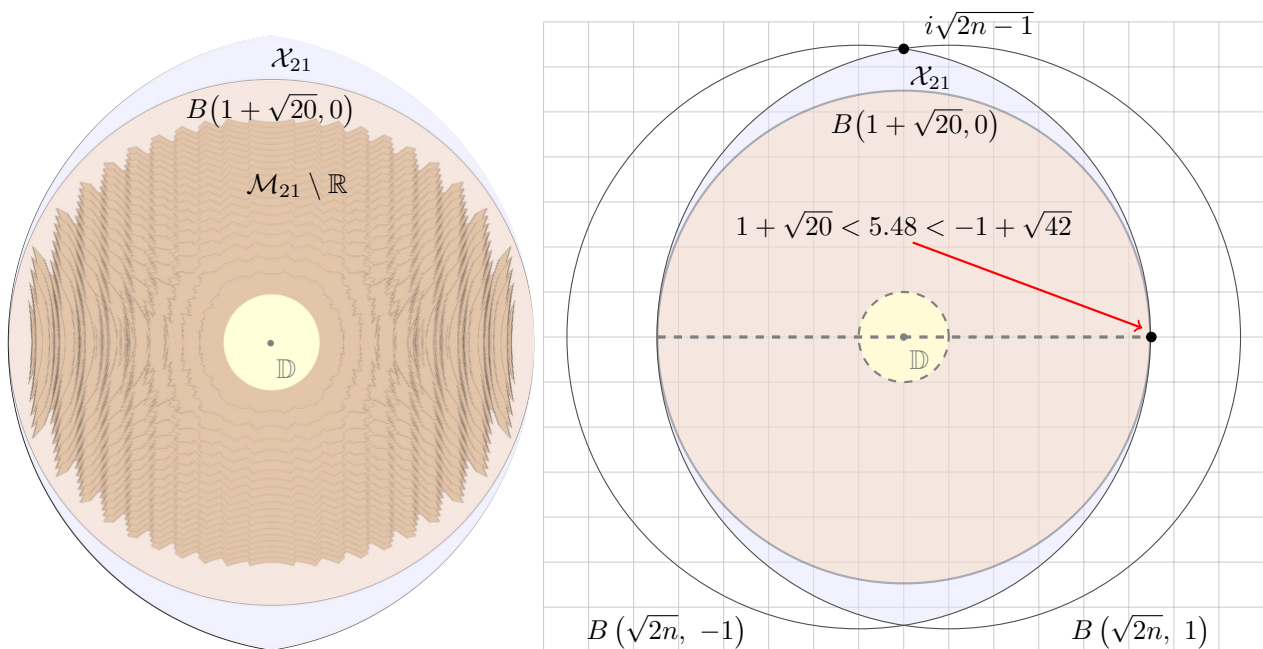 𝒳₂₁
B(1 + √20, 0)
ℳ₂₁ \ ℝ
𝔻
i√2n − 1
𝒳₂₁
B(1 + √20, 0)
1 + √20 < 5.48 < −1 + √42
𝔻
B(√2n, −1)
B(√2n, 1)